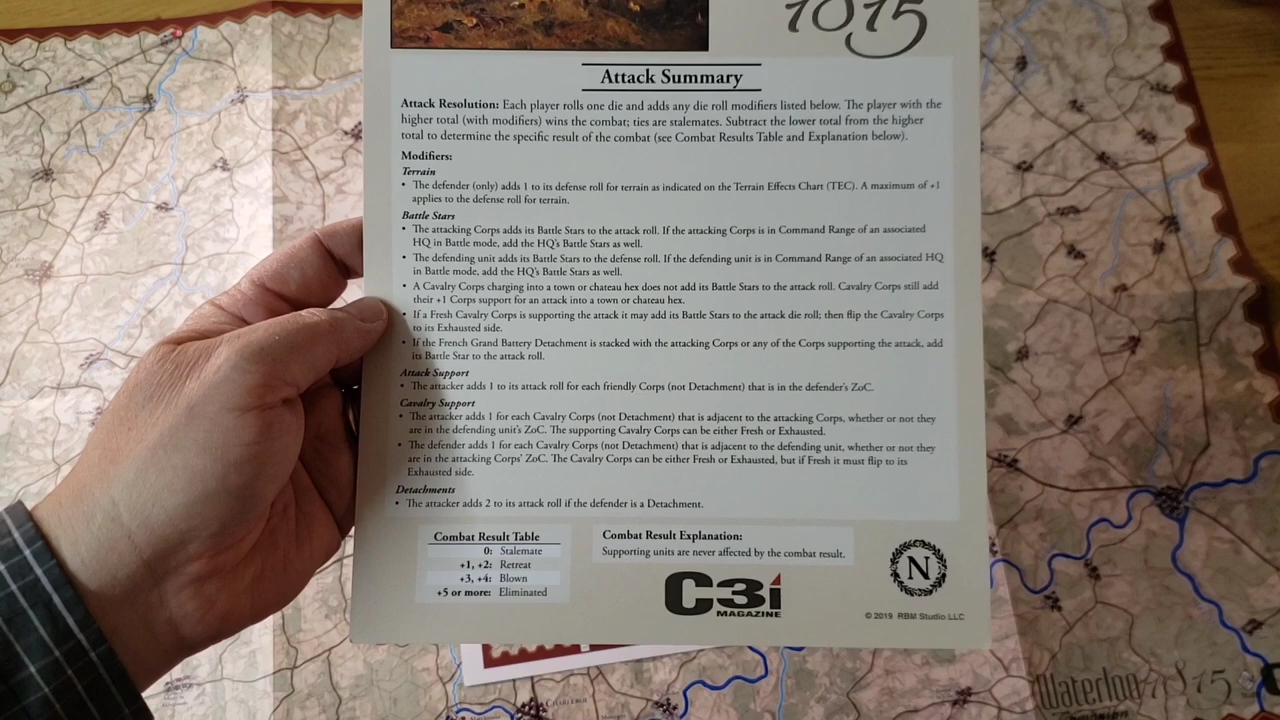 1815
Attack Summary
Attack Resolution: Each player rolls one die and adds any die roll modifiers listed below. The player with the
higher total (with modifiers) wins the combat; ties are stalemates. Subtract the lower total from the higher
total to determine the specific result of the combat (see Combat Results Table and Explanation below).
Modifiers:
Terrain
• The defender (only) adds 1 to its defense roll for terrain as indicated on the Terrain Effects Chart (TEC). A maximum of +1
applies to the defense roll for terrain.
Battle Stars
• The attacking Corps adds its Battle Stars to the attack roll. If the attacking Corps is in Command Range of an associated
HQ in Battle mode, add the HQ's Battle Stars as well.
• The defending unit adds its Battle Stars to the defense roll. If the defending unit is in Command Range of an associated HQ
in Battle mode, add the HQ's Battle Stars as well.
• A Cavalry Corps charging into a town or chateau hex does not add its Battle Stars to the attack roll. Cavalry Corps still add
their +1 Corps support for an attack into a town or chateau hex.
• If a Fresh Cavalry Corps is supporting the attack it may add its Battle Stars to the attack die roll; then flip the Cavalry Corps
to its Exhausted side.
• If the French Grand Battery Detachment is stacked with the attacking Corps or any of the Corps supporting the attack, add
its Battle Star to the attack roll.
Attack Support
• The attacker adds 1 to its attack roll for each friendly Corps (not Detachment) that is in the defender's ZoC.
Cavalry Support
• The attacker adds 1 for each Cavalry Corps (not Detachment) that is adjacent to the attacking Corps, whether or not they
are in the defending unit's ZoC. The supporting Cavalry Corps can be either Fresh or Exhausted.
• The defender adds 1 for each Cavalry Corps (not Detachment) that is adjacent to the defending unit, whether or not they
are in the attacking Corps' ZoC. The Cavalry Corps can be either Fresh or Exhausted, but if Fresh it must flip to its
Exhausted side.
Detachments
• The attacker adds 2 to its attack roll if the defender is a Detachment.
Combat Result Table
0: Stalemate
+1, +2: Retreat
+3, +4: Blown
+5 or more: Eliminated
Combat Result Explanation:
Supporting units are never affected by the combat result.
C3i
MAGAZINE
N
© 2019 RBM Studio LLC
CHARLEROI
Waterloo 1815